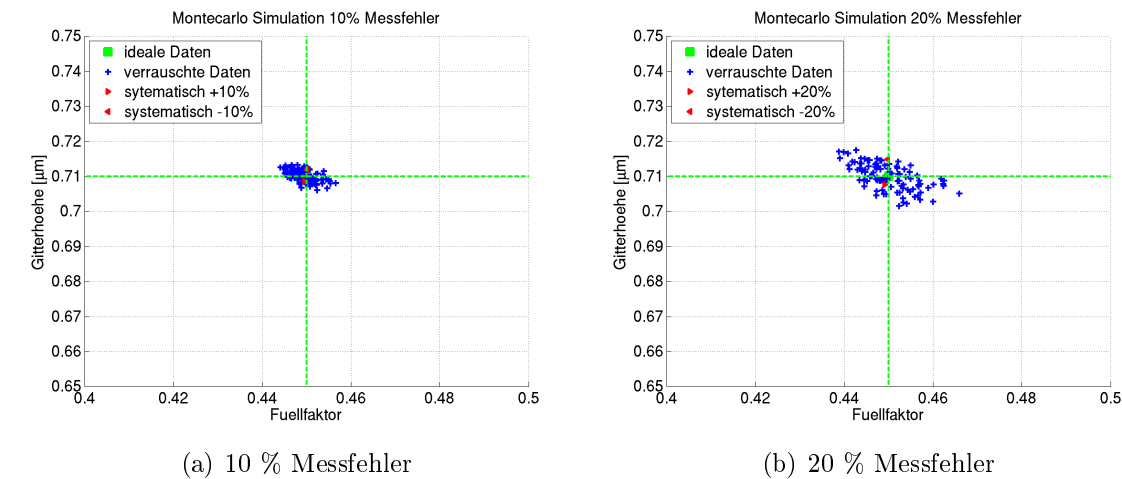 Montecarlo Simulation 10% Messfehler
ideale Daten
verrauschte Daten
sytematisch +10%
systematisch -10%
0.75
0.74
0.73
0.72
0.71
0.7
0.69
0.68
0.67
0.66
0.65
Gitterhoehe [µm]
0.4 0.42 0.44 0.46 0.48 0.5
Fuellfaktor
(a) 10 % Messfehler
Montecarlo Simulation 20% Messfehler
ideale Daten
verrauschte Daten
sytematisch +20%
systematisch -20%
0.75
0.74
0.73
0.72
0.71
0.7
0.69
0.68
0.67
0.66
0.65
Gitterhoehe [µm]
0.4 0.42 0.44 0.46 0.48 0.5
Fuellfaktor
(b) 20 % Messfehler